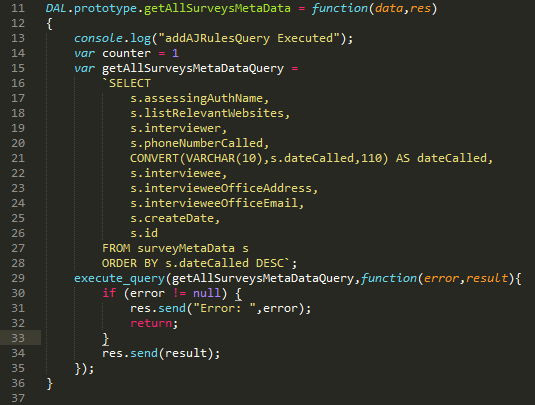 11 DAL.prototype.getAllSurveysMetaData = function(data,res)
12 {
13     console.log("addAJRulesQuery Executed");
14     var counter = 1
15     var getAllSurveysMetaDataQuery =
16         `SELECT
17             s.assessingAuthName,
18             s.listRelevantWebsites,
19             s.interviewer,
20             s.phoneNumberCalled,
21             CONVERT(VARCHAR(10),s.dateCalled,110) AS dateCalled,
22             s.interviewee,
23             s.intervieweeOfficeAddress,
24             s.intervieweeOfficeEmail,
25             s.createDate,
26             s.id
27         FROM surveyMetaData s
28         ORDER BY s.dateCalled DESC`;
29     execute_query(getAllSurveysMetaDataQuery,function(error,result){
30         if (error != null) {
31             res.send("Error: ",error);
32             return;
33         }
34         res.send(result);
35     });
36 }
37